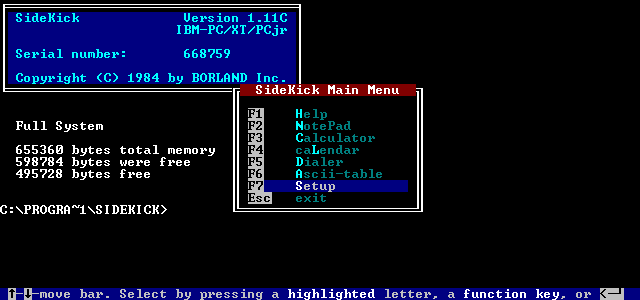 SideKick Version 1.11C
IBM-PC/XT/PCjr
Serial number: 668759
Copyright (C) 1984 by BORLAND Inc.
SideKick Main Menu
F1 Help
F2 NotePad
F3 Calculator
F4 caLendar
F5 Dialer
F6 Ascii-table
F7 Setup
Esc exit
Full System
655360 bytes total memory
598784 bytes were free
495728 bytes free
C:\PROGRA~1\SIDEKICK>
↑-↓-move bar. Select by pressing a highlighted letter, a function key, or <─┘